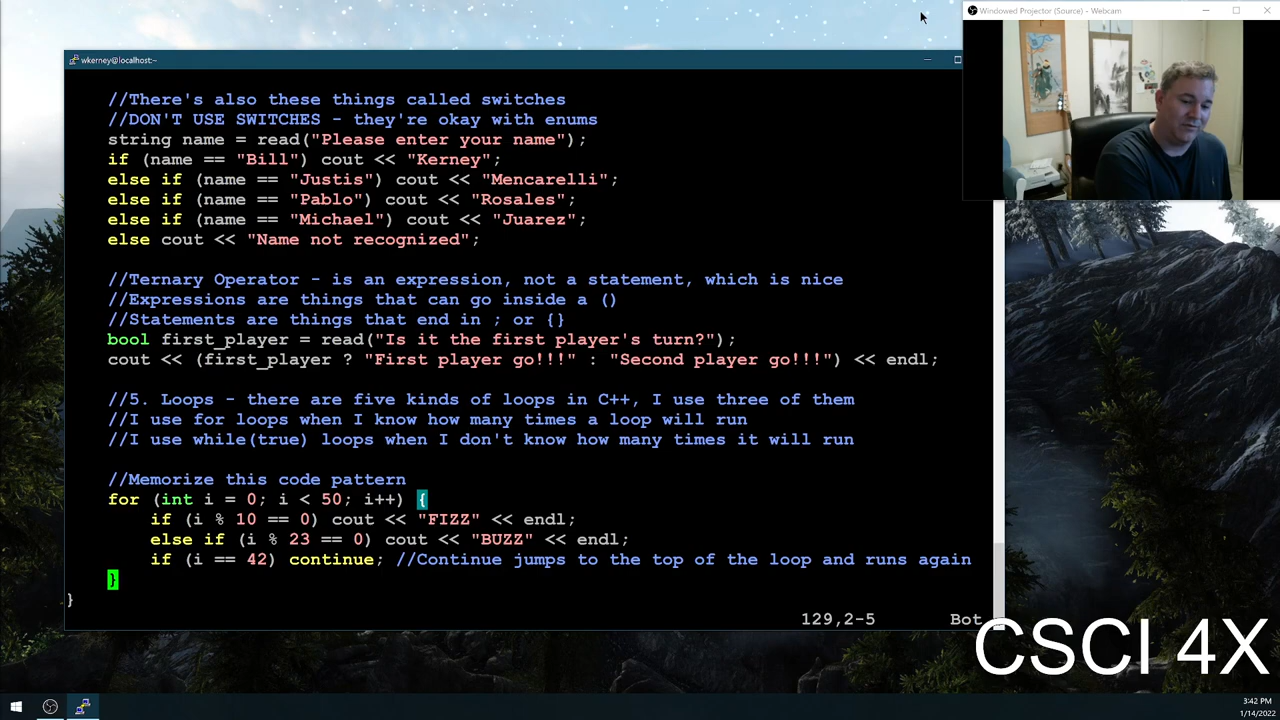 Windowed Projector (Source) - Webcam
wkerney@localhost:~
//There's also these things called switches
//DON'T USE SWITCHES - they're okay with enums
string name = read("Please enter your name");
if (name == "Bill") cout << "Kerney";
else if (name == "Justis") cout << "Mencarelli";
else if (name == "Pablo") cout << "Rosales";
else if (name == "Michael") cout << "Juarez";
else cout << "Name not recognized";
//Ternary Operator - is an expression, not a statement, which is nice
//Expressions are things that can go inside a ()
//Statements are things that end in ; or {}
bool first_player = read("Is it the first player's turn?");
cout << (first_player ? "First player go!!!" : "Second player go!!!") << endl;
//5. Loops - there are five kinds of loops in C++, I use three of them
//I use for loops when I know how many times a loop will run
//I use while(true) loops when I don't know how many times it will run
//Memorize this code pattern
for (int i = 0; i < 50; i++) {
if (i % 10 == 0) cout << "FIZZ" << endl;
else if (i % 23 == 0) cout << "BUZZ" << endl;
if (i == 42) continue; //Continue jumps to the top of the loop and runs again
}
}
129,2-5 Bot
CSCI 4X
3:42 PM
1/14/2022